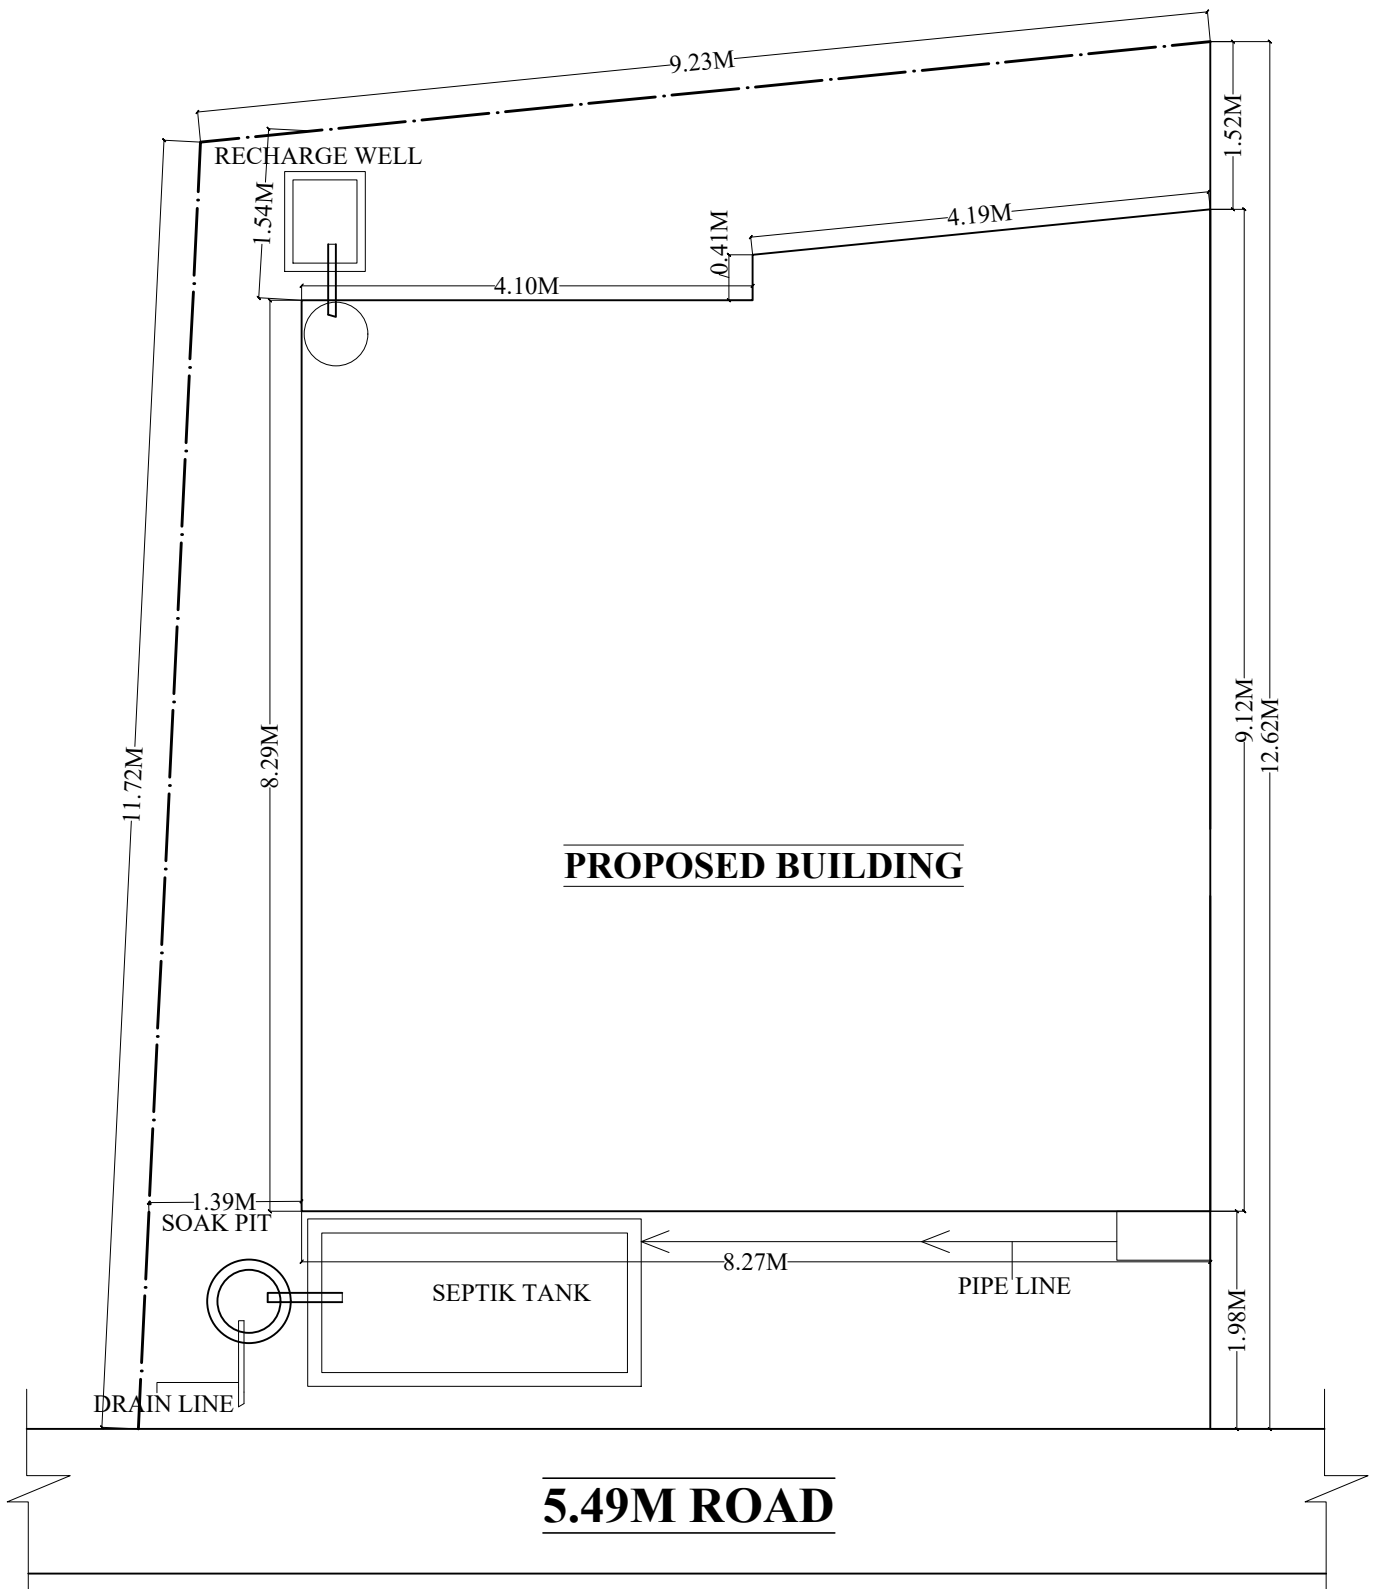 9.23M
1.52M
RECHARGE WELL
1.54M
4.19M
0.41M
4.10M
11.72M
8.29M
9.12M
12.62M
PROPOSED BUILDING
1.39M
SOAK PIT
8.27M
SEPTIK TANK
PIPE LINE
1.98M
DRAIN LINE
5.49M ROAD